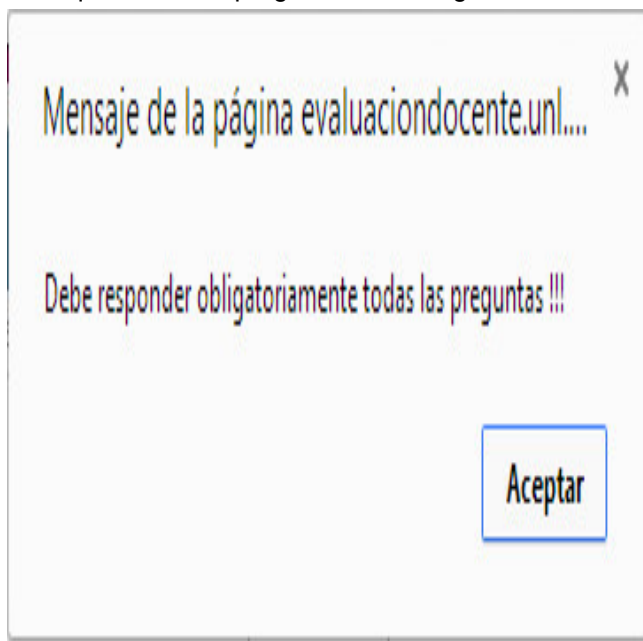 Mensaje de la página evaluaciondocente.unl....
X
Debe responder obligatoriamente todas las preguntas !!!
Aceptar